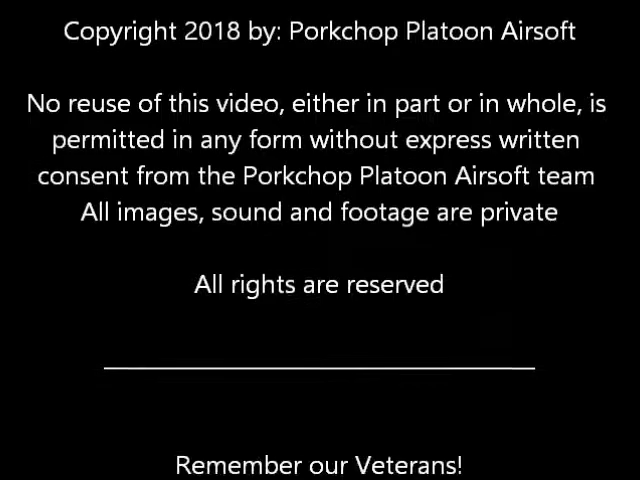 Copyright 2018 by: Porkchop Platoon Airsoft
No reuse of this video, either in part or in whole, is
permitted in any form without express written
consent from the Porkchop Platoon Airsoft team
All images, sound and footage are private
All rights are reserved
Remember our Veterans!